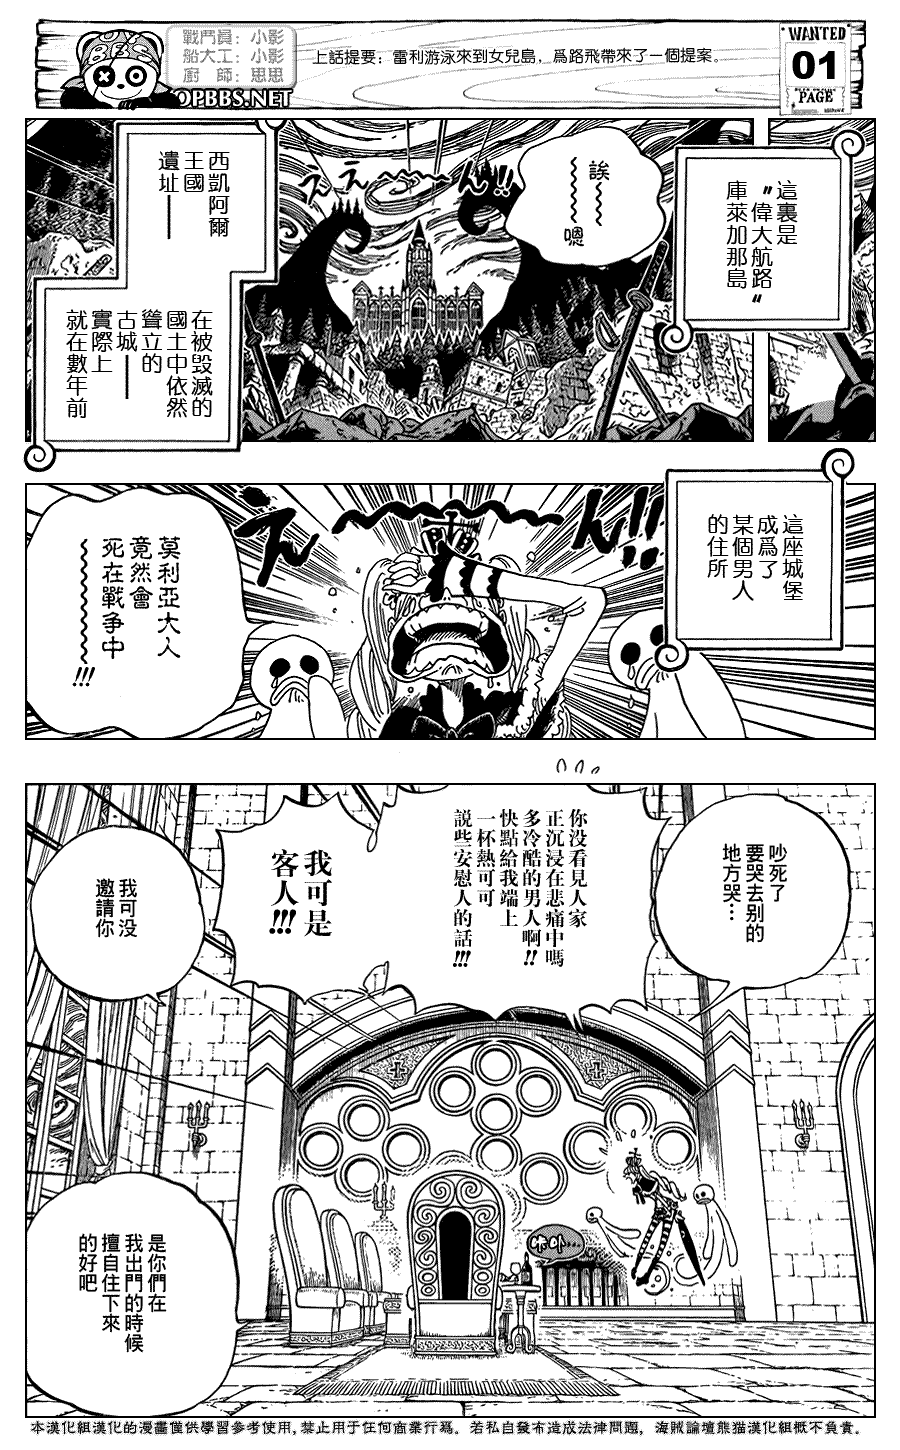 戰鬥員：小影
船大工：小影
廚　師：思思
OPBBS.NET
上話提要：雷利游泳來到女兒島，爲路飛帶來了一個提案。
WANTED
01
PAGE
這裏是
〝偉大航路〞
庫萊加那島
誒〜〜〜嗯
え〜〜ん!!
西凱阿爾
王國
遺址——
在被毀滅的
國土中依然
聳立的
古城——
實際上
就在數年前
這座城堡
成爲了
某個男人
的住所
え〜〜ん!!
莫利亞大人
竟然會
死在戰争中
〜〜〜!!!
吵死了
要哭去别的
地方哭…
你没看見人家
正沉浸在悲痛中嗎
多冷酷的男人啊!!
快點給我端上
一杯熱可可
説些安慰人的話!!!
我可是
客人!!!
我可没
邀請你
咔咔…
是你們在
我出門的時候
擅自住下來
的好吧
本漢化組漢化的漫畫僅供學習參考使用,禁止用于任何商業行爲。若私自發布造成法律問題，海賊論壇熊猫漢化組概不負責。